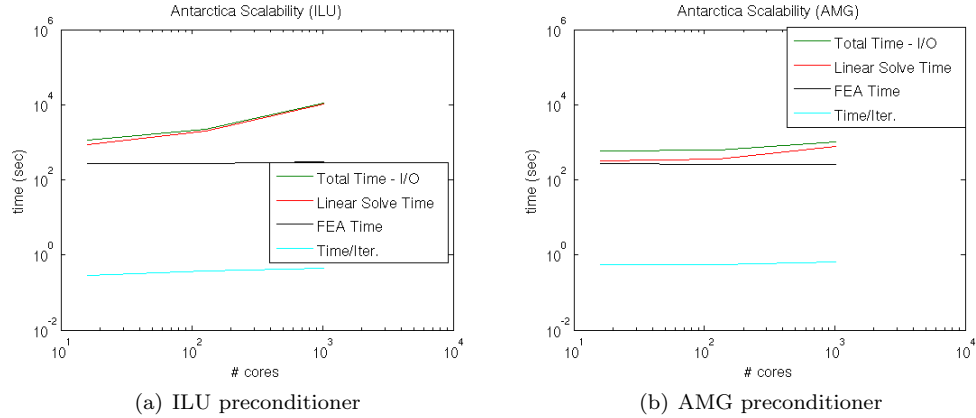 Antarctica Scalability (ILU)
10^6
10^4
10^2
10^0
10^-2
time (sec)
Total Time - I/O
Linear Solve Time
FEA Time
Time/Iter.
10^1
10^2
10^3
10^4
# cores
(a) ILU preconditioner
Antarctica Scalability (AMG)
10^6
10^4
10^2
10^0
10^-2
time (sec)
Total Time - I/O
Linear Solve Time
FEA Time
Time/Iter.
10^1
10^2
10^3
10^4
# cores
(b) AMG preconditioner